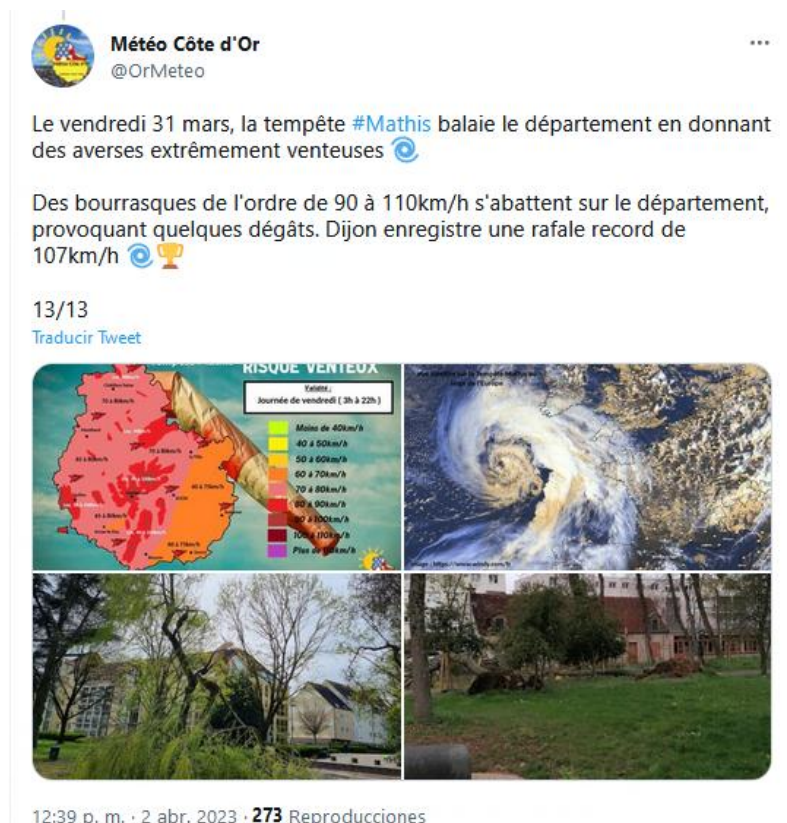 Météo Côte d'Or
@OrMeteo
Le vendredi 31 mars, la tempête #Mathis balaie le département en donnant
des averses extrêmement venteuses
Des bourrasques de l'ordre de 90 à 110km/h s'abattent sur le département,
provoquant quelques dégâts. Dijon enregistre une rafale record de
107km/h
13/13
Traducir Tweet
RISQUE VENTEUX
Validité :
Journée de vendredi ( 3h à 22h )
Moins de 40km/h
40 à 50km/h
50 à 60km/h
60 à 70km/h
70 à 80km/h
80 à 90km/h
90 à 100km/h
100 à 110km/h
Plus de
12:39 p. m. · 2 abr. 2023 · 273 Reproducciones